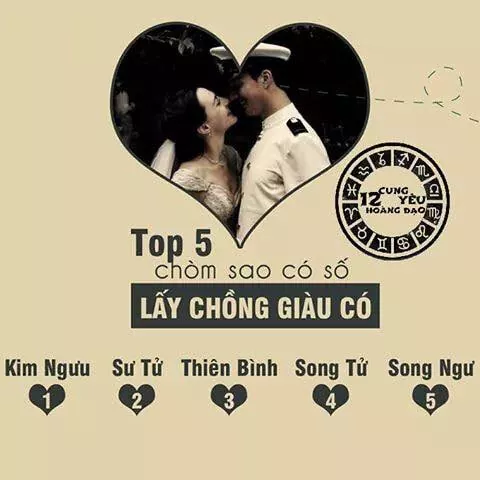 12 CUNG YÊU
HOÀNG ĐẠO
Top 5
chòm sao có số
LẤY CHỒNG GIÀU CÓ
Kim Ngưu Sư Tử Thiên Bình Song Tử Song Ngư
1 2 3 4 5